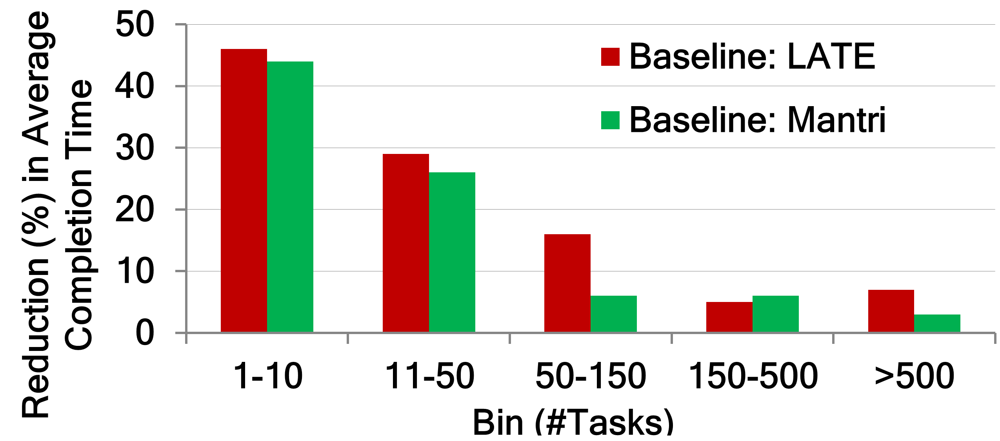 Reduction (%) in Average
Completion Time
50
40
30
20
10
0
Baseline: LATE
Baseline: Mantri
1-10 11-50 50-150 150-500 >500
Bin (#Tasks)